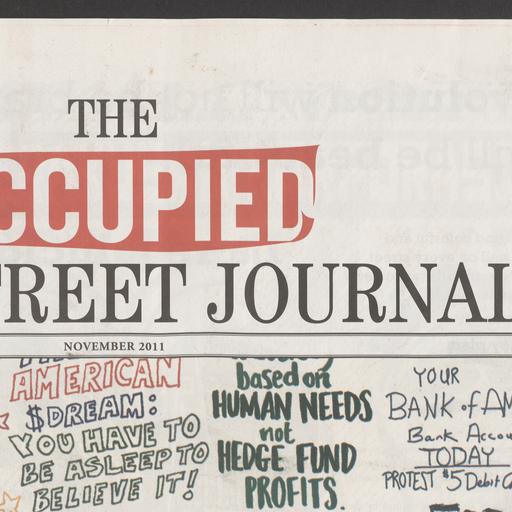 THE
CCUPIED
TREET JOURNAL
NOVEMBER 2011
AMERICAN
$DREAM:
YOU HAVE TO
BE ASLEEP TO
BELIEVE IT!
based on
HUMAN NEEDS
not
HEDGE FUND
PROFITS.
YOUR
BANK of AM
Bank Accou
TODAY
PROTEST $5 Debit C